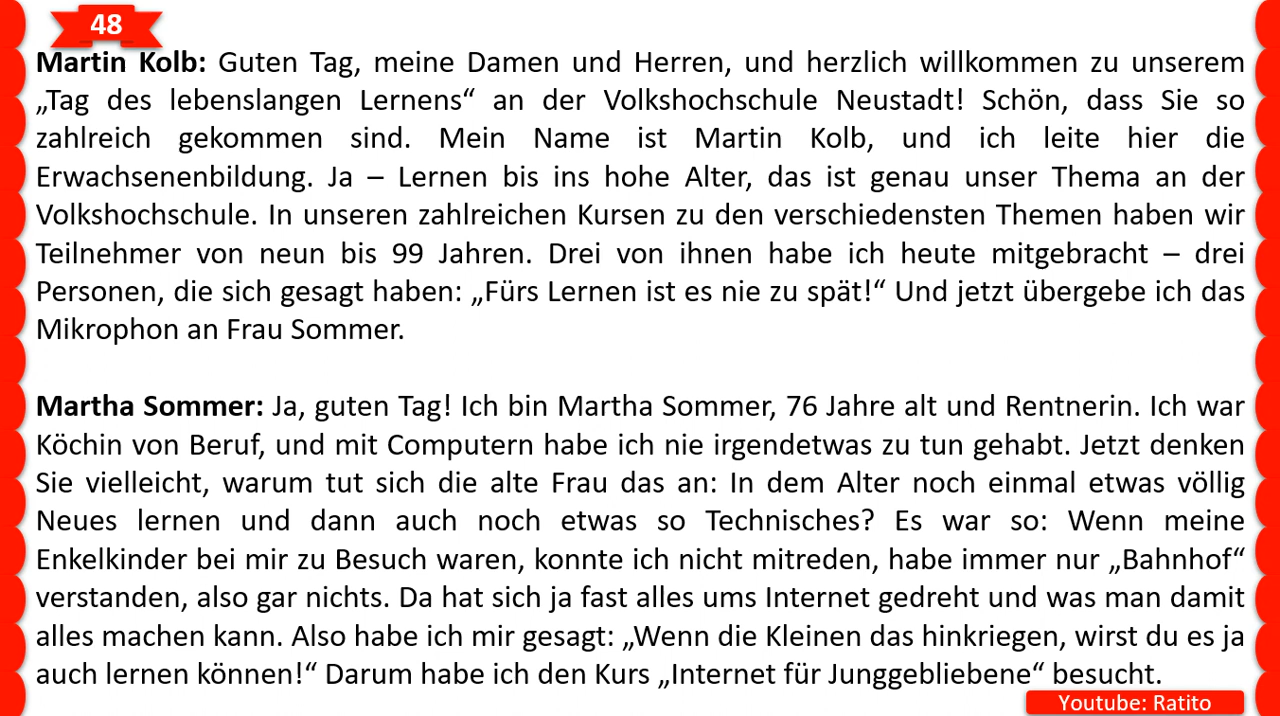 48
Martin Kolb: Guten Tag, meine Damen und Herren, und herzlich willkommen zu unserem
„Tag des lebenslangen Lernens“ an der Volkshochschule Neustadt! Schön, dass Sie so
zahlreich gekommen sind. Mein Name ist Martin Kolb, und ich leite hier die
Erwachsenenbildung. Ja – Lernen bis ins hohe Alter, das ist genau unser Thema an der
Volkshochschule. In unseren zahlreichen Kursen zu den verschiedensten Themen haben wir
Teilnehmer von neun bis 99 Jahren. Drei von ihnen habe ich heute mitgebracht – drei
Personen, die sich gesagt haben: „Fürs Lernen ist es nie zu spät!“ Und jetzt übergebe ich das
Mikrophon an Frau Sommer.
Martha Sommer: Ja, guten Tag! Ich bin Martha Sommer, 76 Jahre alt und Rentnerin. Ich war
Köchin von Beruf, und mit Computern habe ich nie irgendetwas zu tun gehabt. Jetzt denken
Sie vielleicht, warum tut sich die alte Frau das an: In dem Alter noch einmal etwas völlig
Neues lernen und dann auch noch etwas so Technisches? Es war so: Wenn meine
Enkelkinder bei mir zu Besuch waren, konnte ich nicht mitreden, habe immer nur „Bahnhof“
verstanden, also gar nichts. Da hat sich ja fast alles ums Internet gedreht und was man damit
alles machen kann. Also habe ich mir gesagt: „Wenn die Kleinen das hinkriegen, wirst du es ja
auch lernen können!“ Darum habe ich den Kurs „Internet für Junggebliebene“ besucht.
Youtube: Ratito